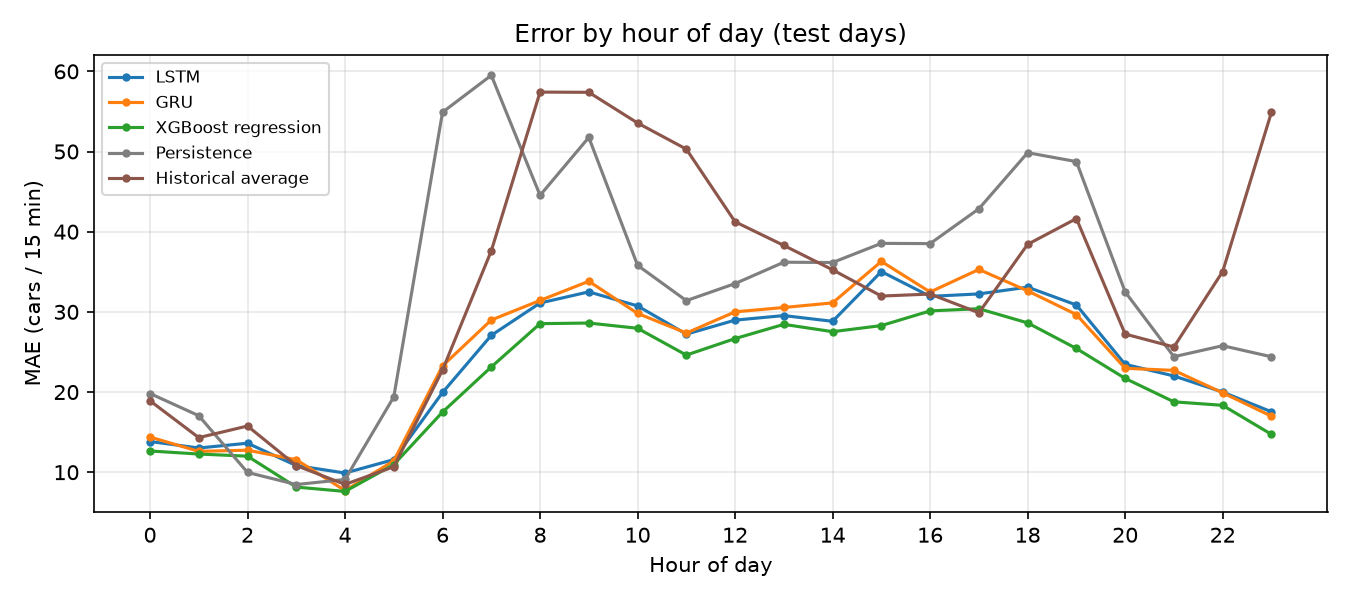 Error by hour of day (test days)
LSTM
GRU
XGBoost regression
Persistence
Historical average
MAE (cars / 15 min)
60
50
40
30
20
10
0 2 4 6 8 10 12 14 16 18 20 22
Hour of day